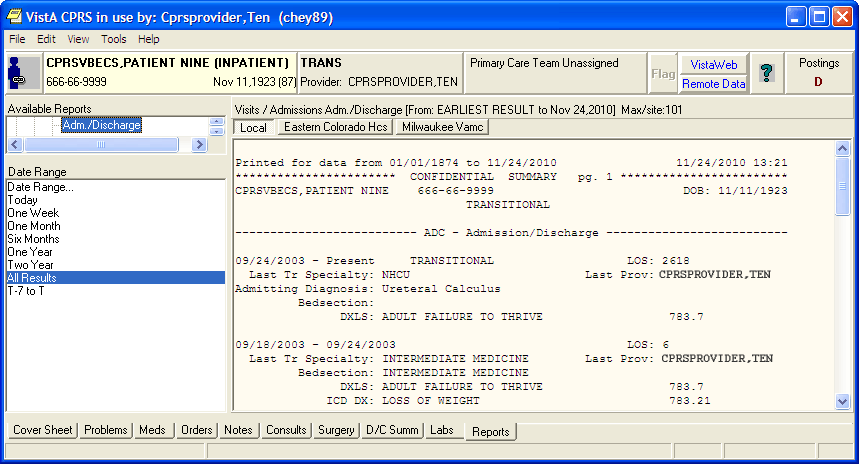 VistA CPRS in use by: Cprsprovider,Ten (chey89)
File Edit View Tools Help
CPRSVBECS,PATIENT NINE (INPATIENT) TRANS Primary Care Team Unassigned Flag VistaWeb ? Postings
666-66-9999 Nov 11,1923 (87) Provider: CPRSPROVIDER,TEN Remote Data D
Available Reports
Adm./Discharge
Date Range
Date Range...
Today
One Week
One Month
Six Months
One Year
Two Year
All Results
T-7 to T
Visits / Admissions Adm./Discharge [From: EARLIEST RESULT to Nov 24,2010] Max/site:101
Local Eastern Colorado Hcs Milwaukee Vamc
Printed for data from 01/01/1874 to 11/24/2010 11/24/2010 13:21
*********************** CONFIDENTIAL SUMMARY pg. 1 ************************
CPRSVBECS,PATIENT NINE 666-66-9999 DOB: 11/11/1923
TRANSITIONAL
--------------------------- ADC - Admission/Discharge ---------------------------
09/24/2003 - Present TRANSITIONAL LOS: 2618
Last Tr Specialty: NHCU Last Prov: CPRSPROVIDER,TEN
Admitting Diagnosis: Ureteral Calculus
Bedsection:
DXLS: ADULT FAILURE TO THRIVE 783.7
09/18/2003 - 09/24/2003 LOS: 6
Last Tr Specialty: INTERMEDIATE MEDICINE Last Prov: CPRSPROVIDER,TEN
Bedsection: INTERMEDIATE MEDICINE
DXLS: ADULT FAILURE TO THRIVE 783.7
ICD DX: LOSS OF WEIGHT 783.21
Cover Sheet Problems Meds Orders Notes Consults Surgery D/C Summ Labs Reports